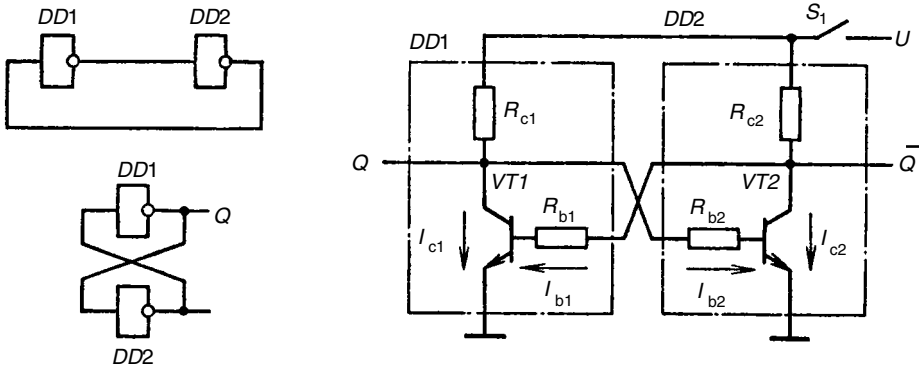 DD1 DD2
DD1
Q
DD2
DD2 S1 U
DD1
Rc1 Rc2
Q VT1 VT2 Q̅
Rb1 Rb2
Ic1 Ic2
Ib1 Ib2